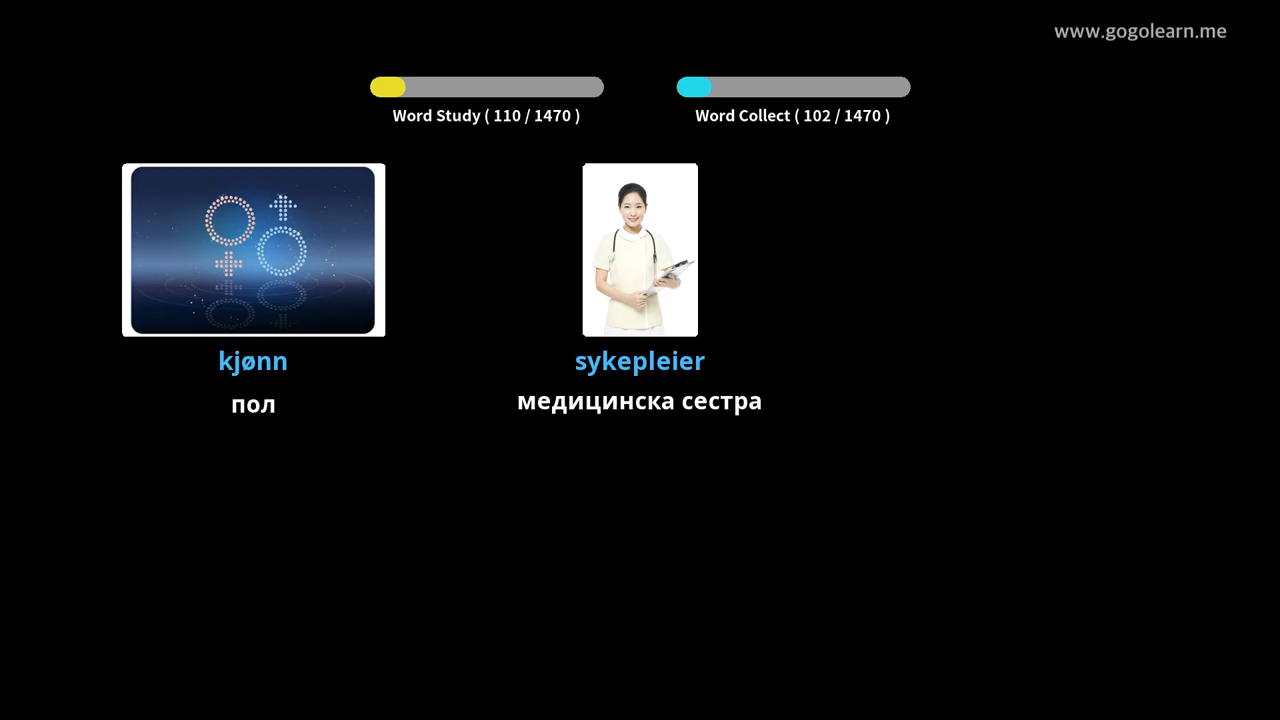 www.gogolearn.me
Word Study ( 110 / 1470 )
Word Collect ( 102 / 1470 )
kjønn
sykepleier
пол
медицинска сестра